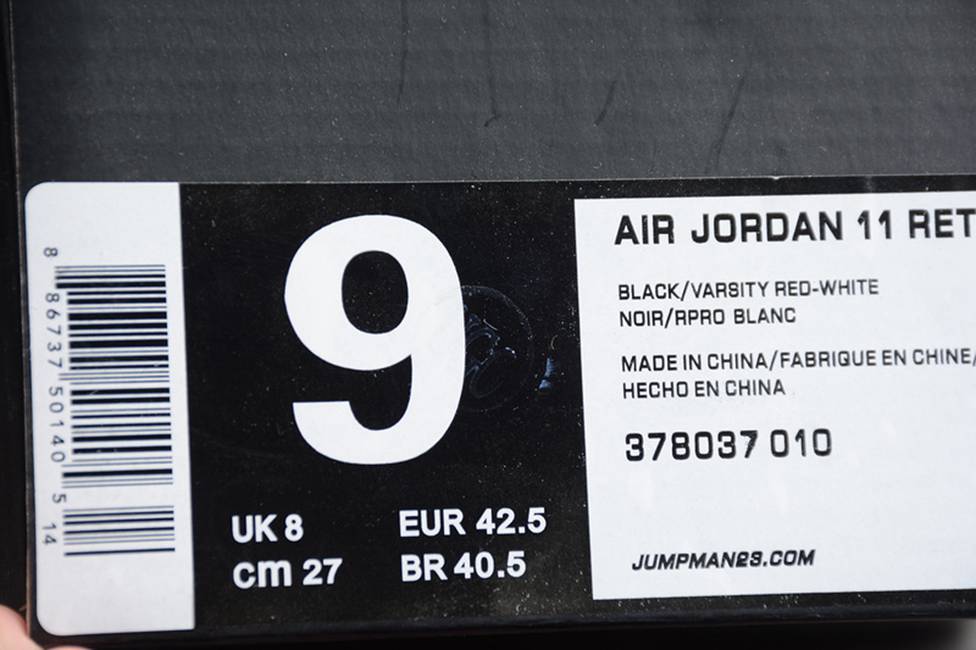 8 86737 50140 5 14
9
UK 8 EUR 42.5
cm 27 BR 40.5
AIR JORDAN 11 RET
BLACK/VARSITY RED-WHITE
NOIR/RPRO BLANC
MADE IN CHINA/FABRIQUE EN CHINE/
HECHO EN CHINA
378037 010
JUMPMAN23.COM